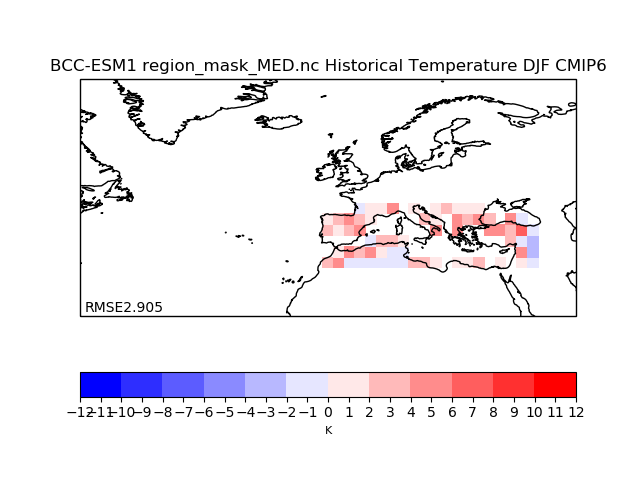 BCC-ESM1 region_mask_MED.nc Historical Temperature DJF CMIP6
RMSE2.905
−12−11−10−9 −8 −7 −6 −5 −4 −3 −2 −1 0 1 2 3 4 5 6 7 8 9 10 11 12
K